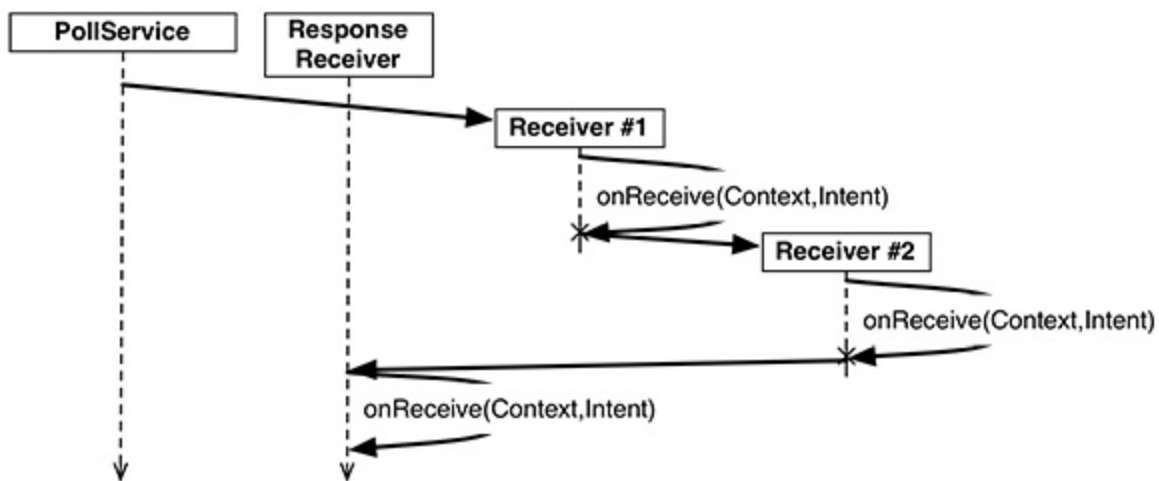 PollService
Response
Receiver
Receiver #1
onReceive(Context,Intent)
Receiver #2
onReceive(Context,Intent)
onReceive(Context,Intent)